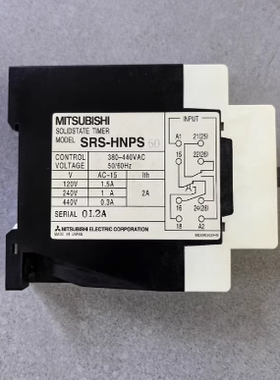 MITSUBISHI
SOLIDSTATE TIMER
MODEL SRS-HNPS 50
CONTROL VOLTAGE 380-440VAC 50/60Hz
V AC-15 Ith
120V 1.5A
240V 1 A 2A
440V 0.3A
SERIAL 012A
MITSUBISHI ELECTRIC CORPORATION
MADE IN JAPAN
INPUT
A1 21(25)
15 22(26)
16 24(28)
18 A2